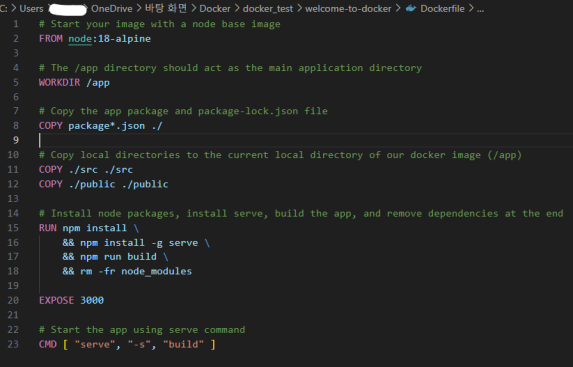 C: > Users > OneDrive > 바탕 화면 > Docker > docker_test > welcome-to-docker > Dockerfile > ...
1 # Start your image with a node base image
2 FROM node:18-alpine
3
4 # The /app directory should act as the main application directory
5 WORKDIR /app
6
7 # Copy the app package and package-lock.json file
8 COPY package*.json ./
9
10 # Copy local directories to the current local directory of our docker image (/app)
11 COPY ./src ./src
12 COPY ./public ./public
13
14 # Install node packages, install serve, build the app, and remove dependencies at the end
15 RUN npm install \
16 && npm install -g serve \
17 && npm run build \
18 && rm -fr node_modules
19
20 EXPOSE 3000
21
22 # Start the app using serve command
23 CMD [ "serve", "-s", "build" ]